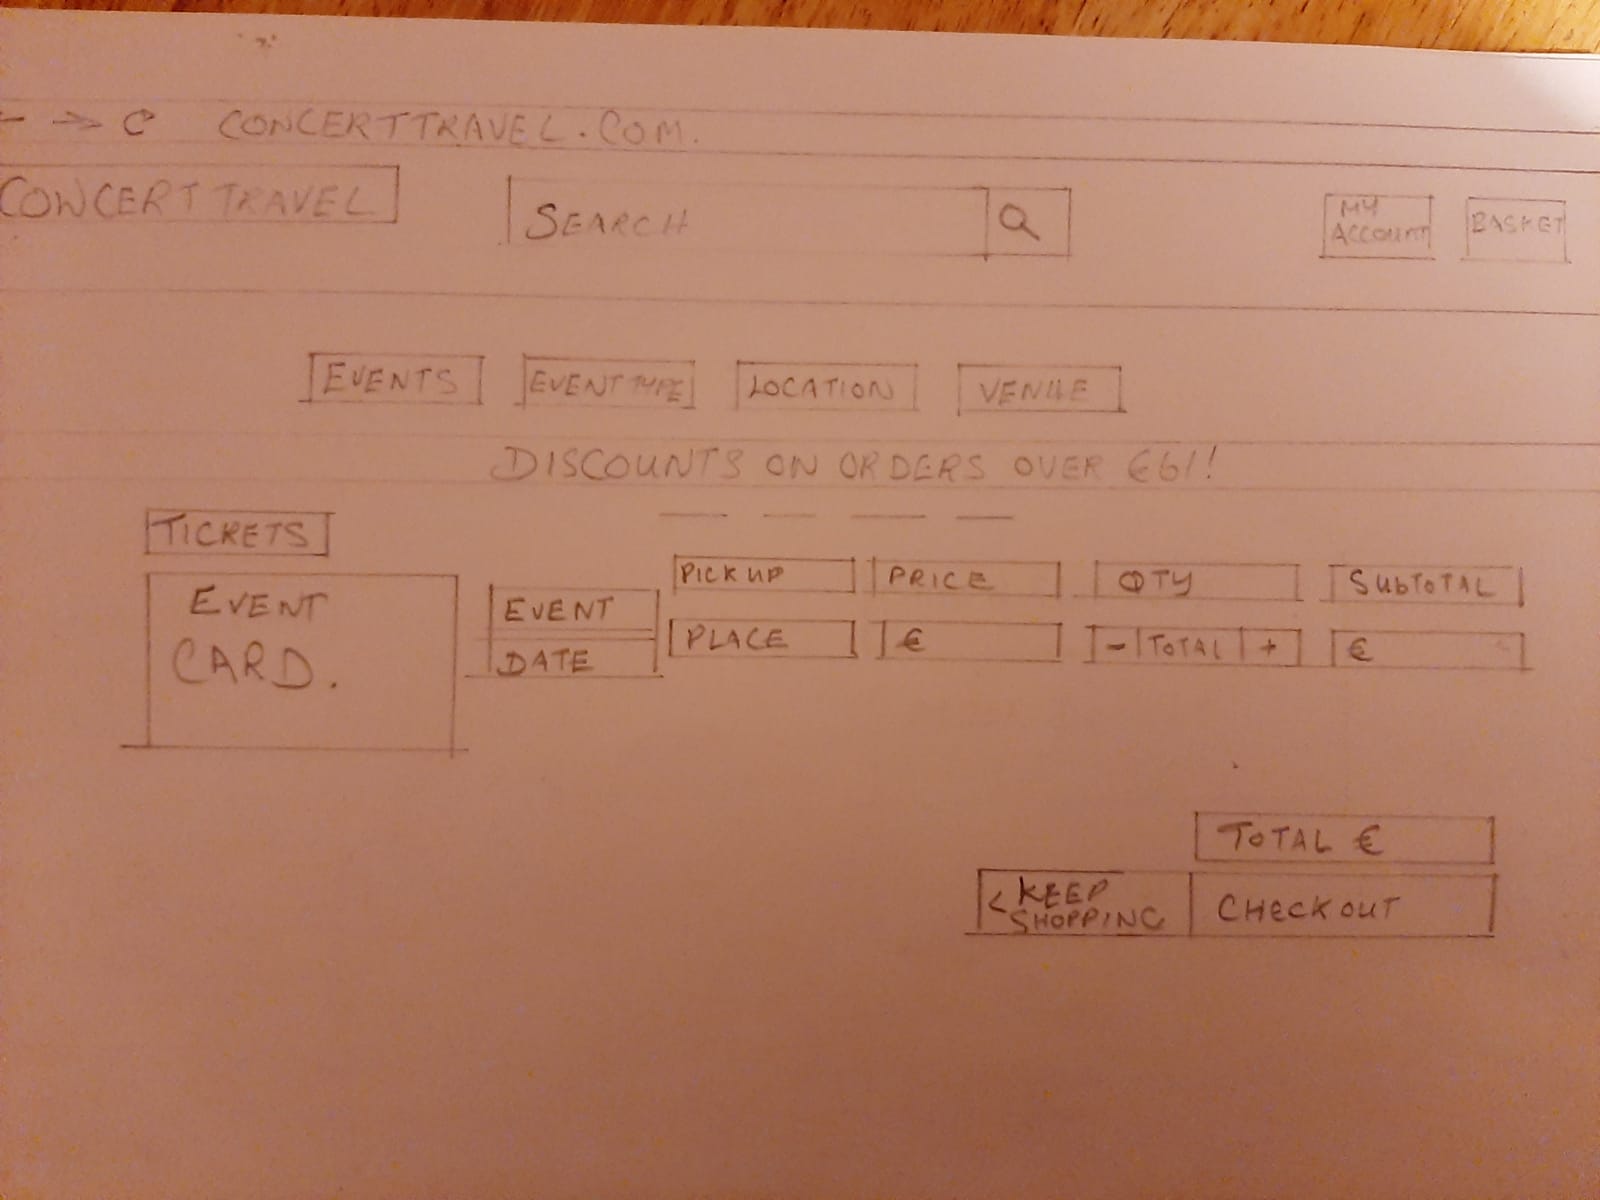 CONCERTTRAVEL.COM.
CONCERT TRAVEL
SEARCH
MY
ACCOUNT
BASKET
EVENTS
EVENT TYPE
LOCATION
VENUE
DISCOUNTS ON ORDERS OVER €61!
TICKETS
EVENT
CARD.
EVENT
DATE
PICK UP
PRICE
QTY
SUBTOTAL
PLACE
€
- TOTAL +
€
TOTAL €
< KEEP
SHOPPING
CHECKOUT